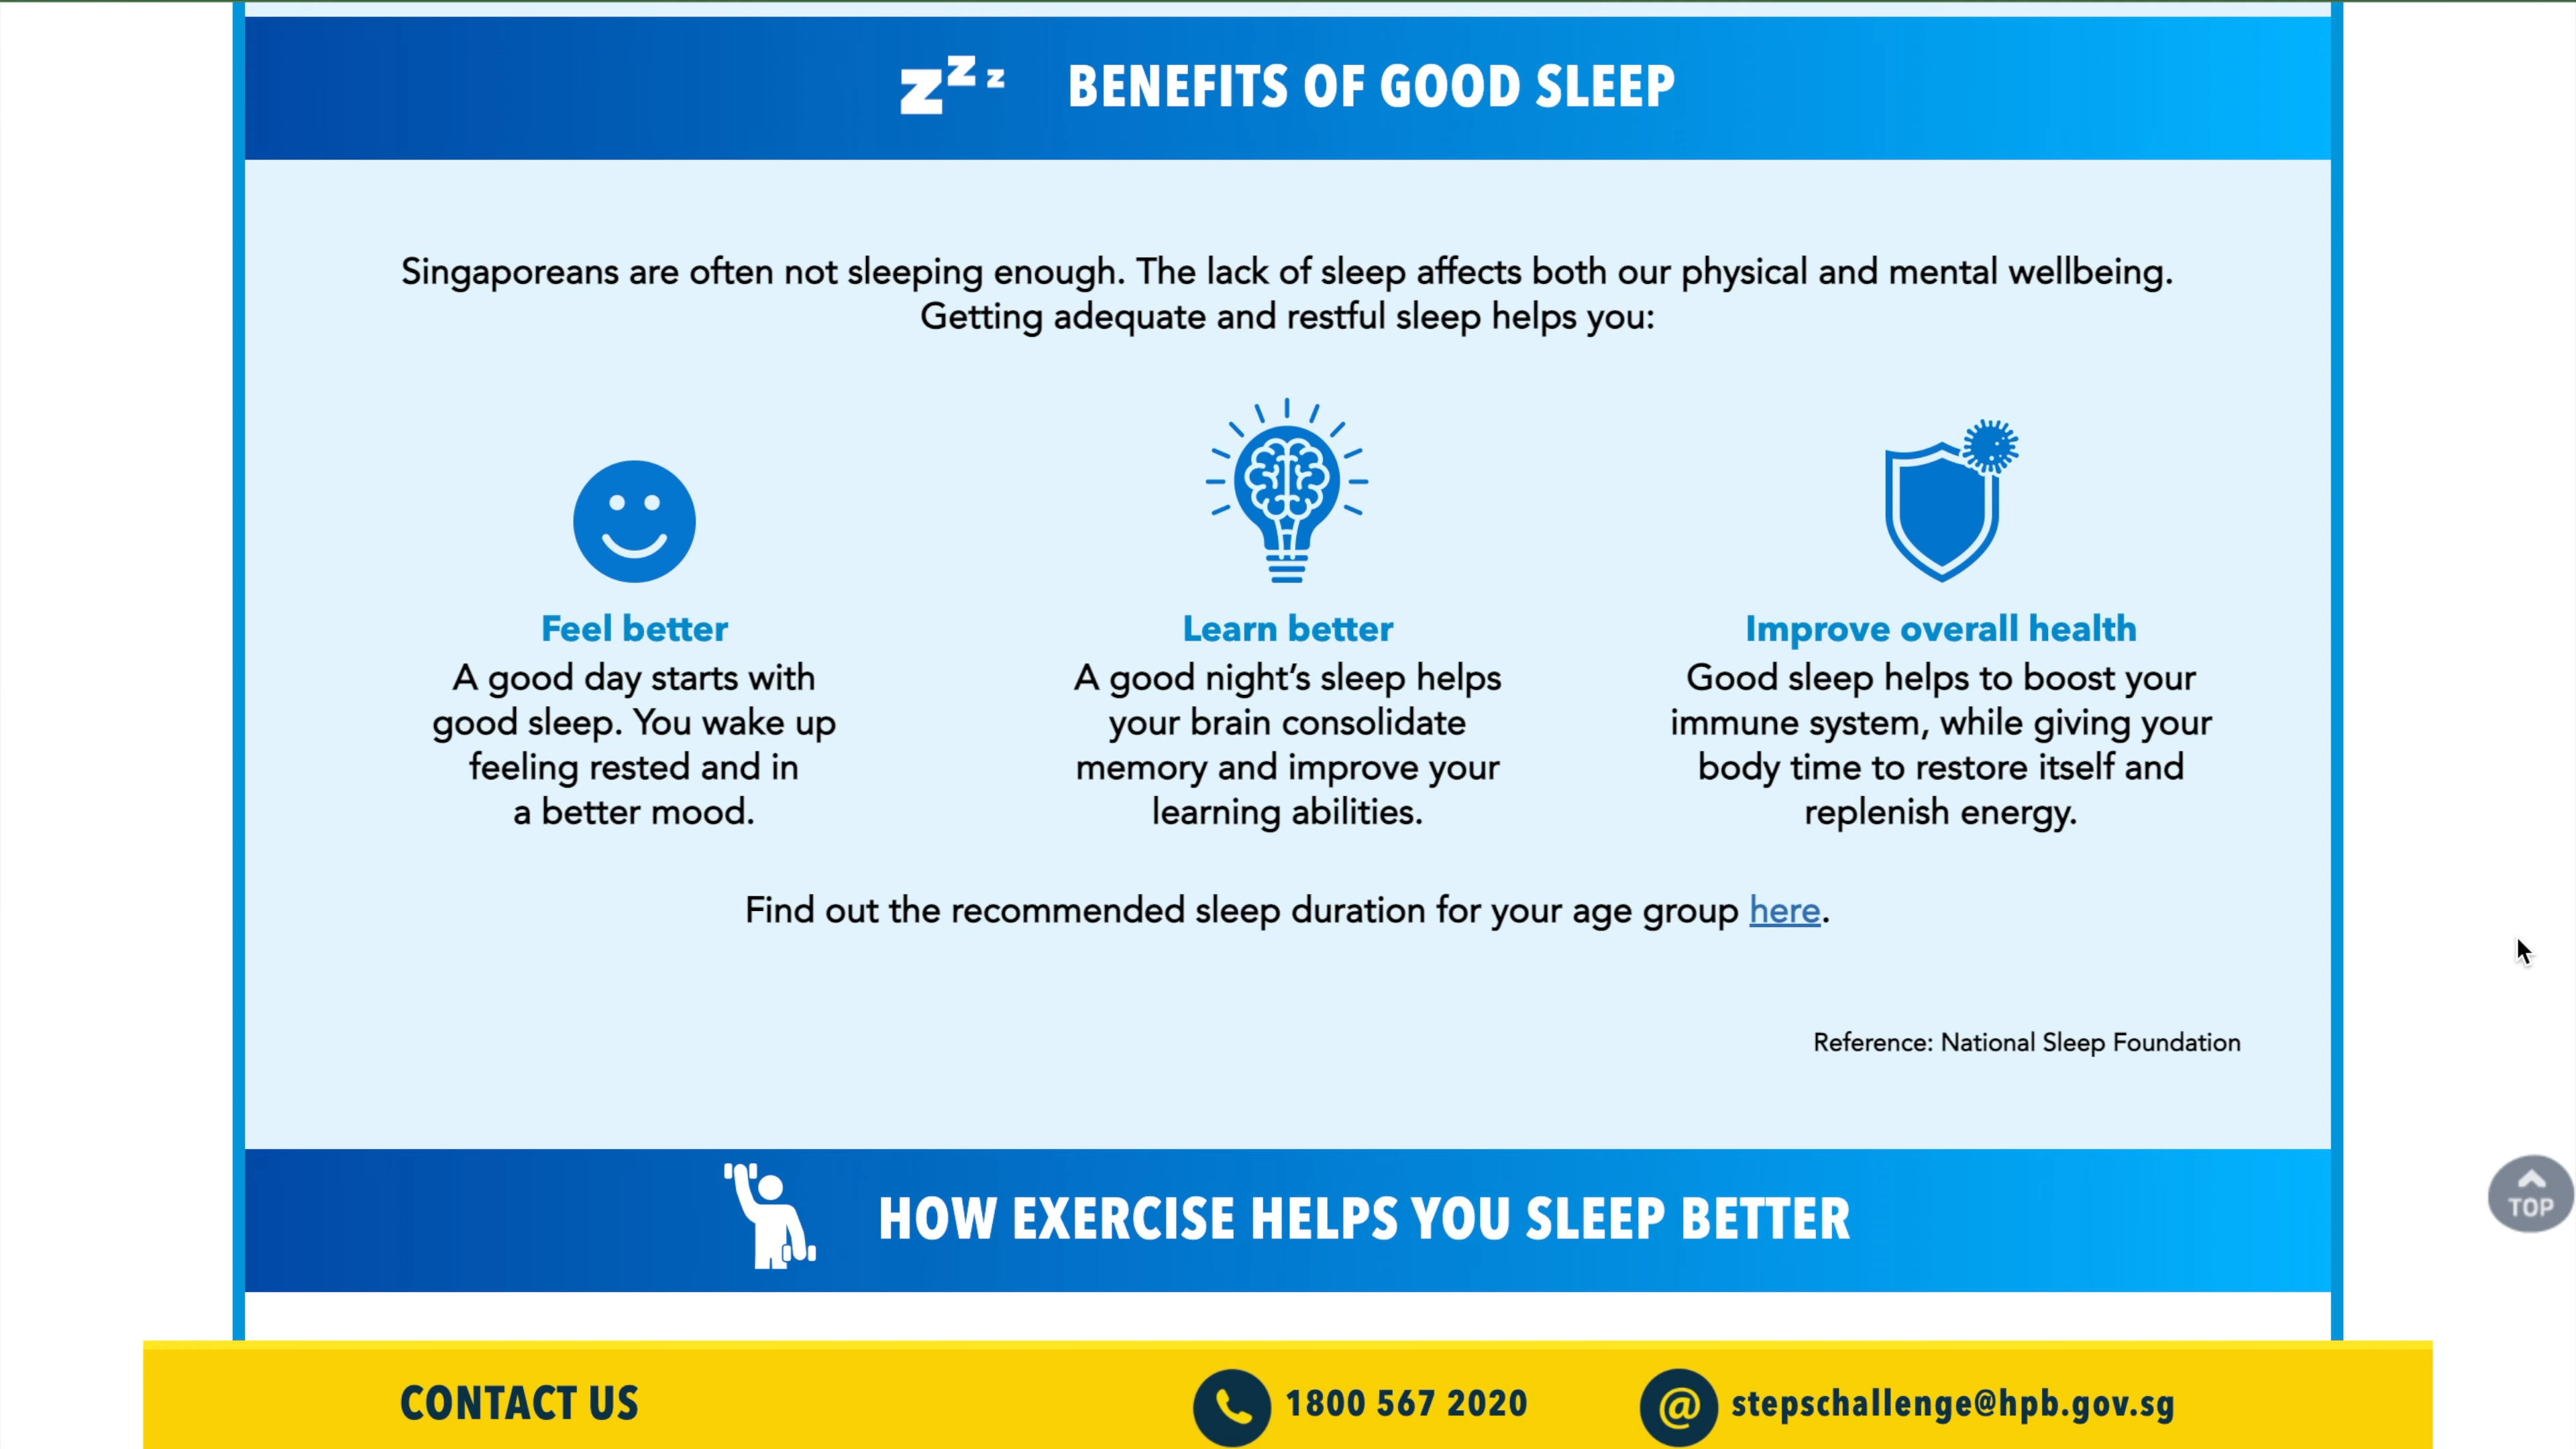 zzz BENEFITS OF GOOD SLEEP
Singaporeans are often not sleeping enough. The lack of sleep affects both our physical and mental wellbeing.
Getting adequate and restful sleep helps you:
Feel better
A good day starts with
good sleep. You wake up
feeling rested and in
a better mood.
Learn better
A good night’s sleep helps
your brain consolidate
memory and improve your
learning abilities.
Improve overall health
Good sleep helps to boost your
immune system, while giving your
body time to restore itself and
replenish energy.
Find out the recommended sleep duration for your age group here.
Reference: National Sleep Foundation
HOW EXERCISE HELPS YOU SLEEP BETTER
TOP
CONTACT US
1800 567 2020
@ stepschallenge@hpb.gov.sg